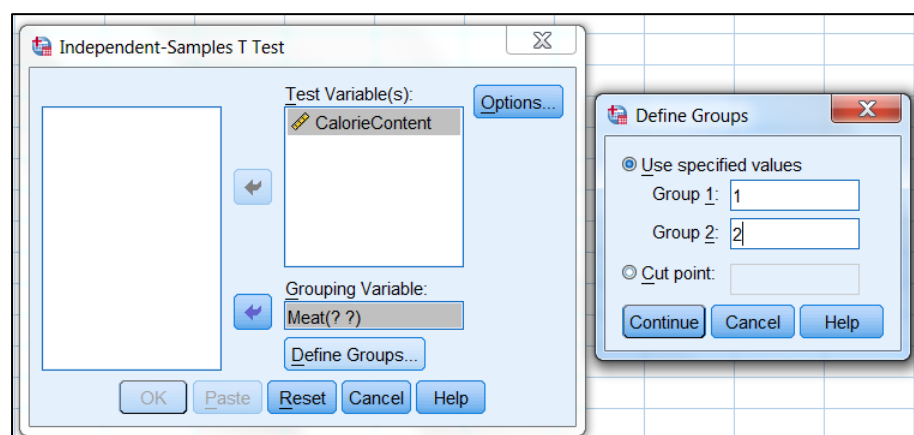 Independent-Samples T Test
Test Variable(s):
CalorieContent
Options...
Grouping Variable:
Meat(? ?)
Define Groups...
OK Paste Reset Cancel Help
Define Groups
Use specified values
Group 1: 1
Group 2: 2
Cut point:
Continue Cancel Help